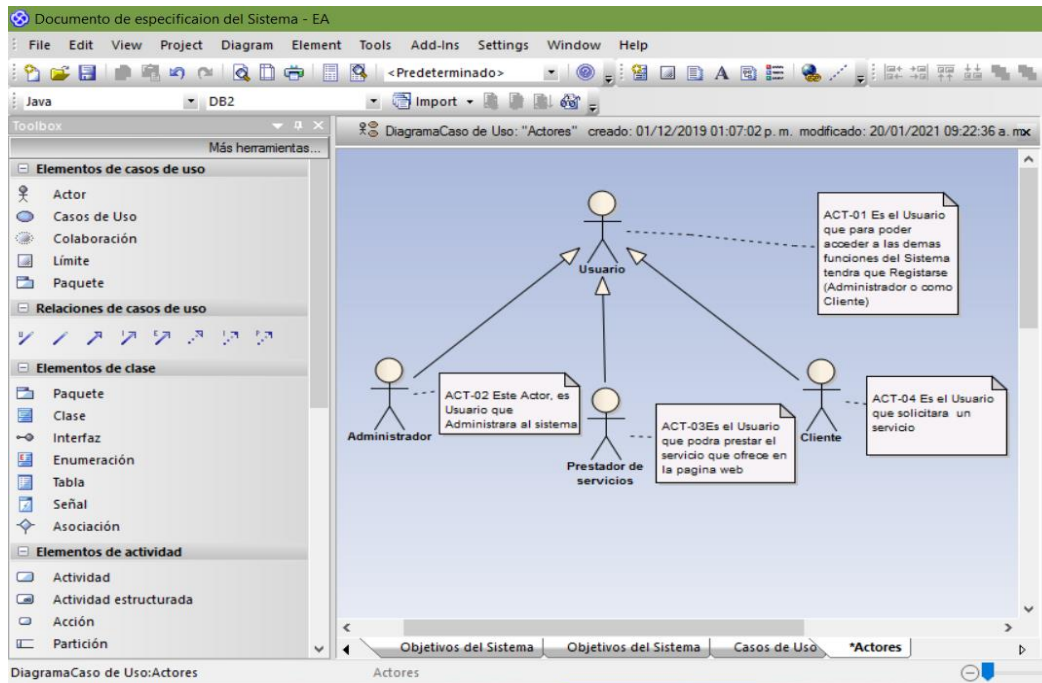 Documento de especificaion del Sistema - EA
File Edit View Project Diagram Element Tools Add-Ins Settings Window Help
<Predeterminado>
Java DB2 Import
Toolbox
Más herramientas...
DiagramaCaso de Uso: "Actores" creado: 01/12/2019 01:07:02 p. m. modificado: 20/01/2021 09:22:36 a. m
Elementos de casos de uso
Actor
Casos de Uso
Colaboración
Límite
Paquete
Relaciones de casos de uso
Elementos de clase
Paquete
Clase
Interfaz
Enumeración
Tabla
Señal
Asociación
Elementos de actividad
Actividad
Actividad estructurada
Acción
Partición
Usuario
ACT-01 Es el Usuario
que para poder
acceder a las demas
funciones del Sistema
tendra que Registarse
(Administrador o como
Cliente)
Administrador
ACT-02 Este Actor, es
Usuario que
Administrara al sistema
Prestador de
servicios
ACT-03Es el Usuario
que podra prestar el
servicio que ofrece en
la pagina web
Cliente
ACT-04 Es el Usuario
que solicitara un
servicio
Objetivos del Sistema Objetivos del Sistema Casos de Uso *Actores
DiagramaCaso de Uso:Actores Actores